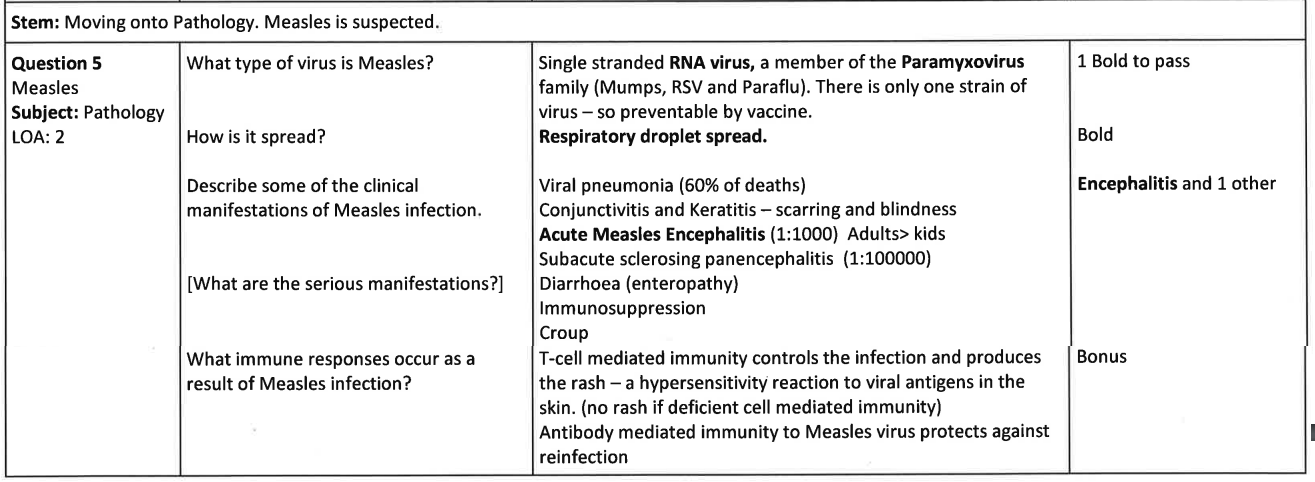 Stem: Moving onto Pathology. Measles is suspected.
Question 5
Measles
Subject: Pathology
LOA: 2
What type of virus is Measles?
Single stranded RNA virus, a member of the Paramyxovirus
family (Mumps, RSV and Paraflu). There is only one strain of
virus – so preventable by vaccine.
1 Bold to pass
How is it spread?
Respiratory droplet spread.
Bold
Describe some of the clinical
manifestations of Measles infection.
[What are the serious manifestations?]
Viral pneumonia (60% of deaths)
Conjunctivitis and Keratitis – scarring and blindness
Acute Measles Encephalitis (1:1000) Adults> kids
Subacute sclerosing panencephalitis (1:100000)
Diarrhoea (enteropathy)
Immunosuppression
Croup
Encephalitis and 1 other
What immune responses occur as a
result of Measles infection?
T-cell mediated immunity controls the infection and produces
the rash – a hypersensitivity reaction to viral antigens in the
skin. (no rash if deficient cell mediated immunity)
Antibody mediated immunity to Measles virus protects against
reinfection
Bonus